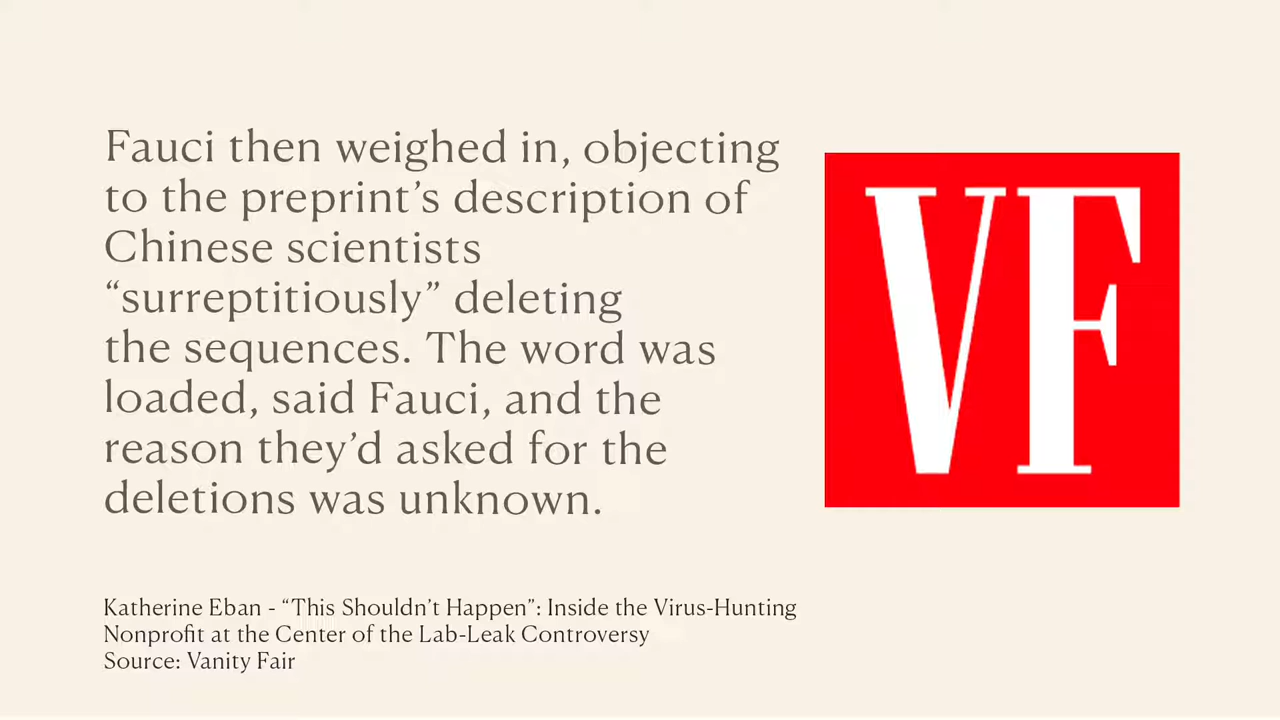 Fauci then weighed in, objecting
to the preprint’s description of
Chinese scientists
“surreptitiously” deleting
the sequences. The word was
loaded, said Fauci, and the
reason they’d asked for the
deletions was unknown.
VF
Katherine Eban - “This Shouldn’t Happen”: Inside the Virus-Hunting
Nonprofit at the Center of the Lab-Leak Controversy
Source: Vanity Fair